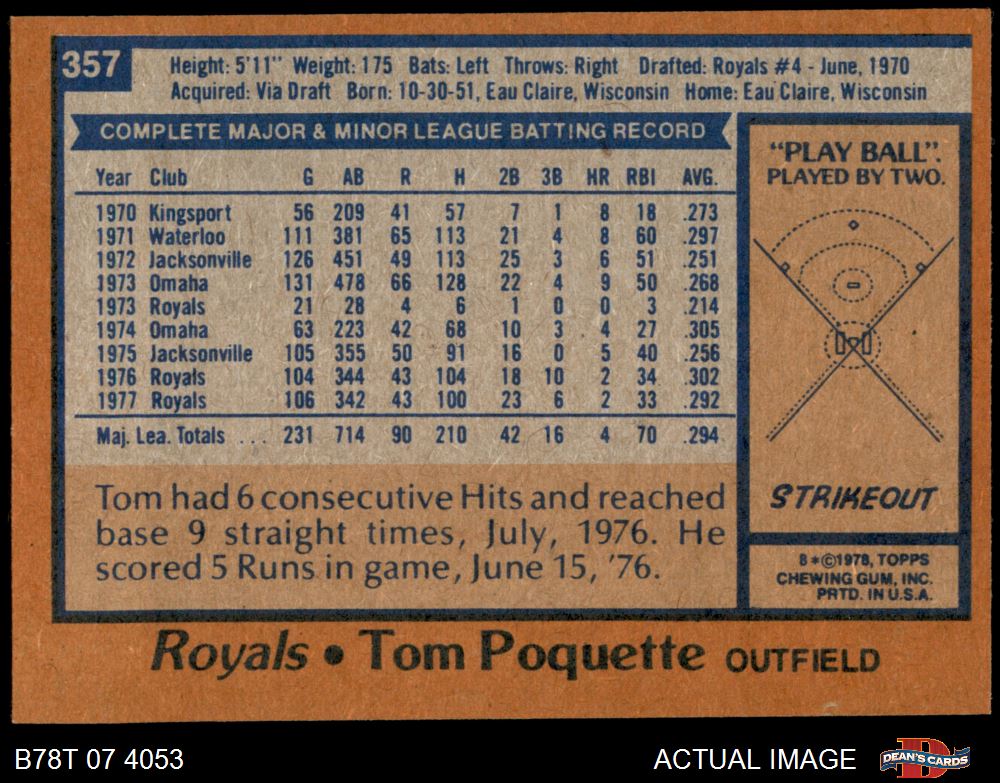 357
Height: 5'11" Weight: 175 Bats: Left Throws: Right Drafted: Royals #4 - June, 1970
Acquired: Via Draft Born: 10-30-51, Eau Claire, Wisconsin Home: Eau Claire, Wisconsin
COMPLETE MAJOR & MINOR LEAGUE BATTING RECORD
Year Club G AB R H 2B 3B HR RBI AVG.
1970 Kingsport 56 209 41 57 7 1 8 18 .273
1971 Waterloo 111 381 65 113 21 4 8 60 .297
1972 Jacksonville 126 451 49 113 25 3 6 51 .251
1973 Omaha 131 478 66 128 22 4 9 50 .268
1973 Royals 21 28 4 6 1 0 0 3 .214
1974 Omaha 63 223 42 68 10 3 4 27 .305
1975 Jacksonville 105 355 50 91 16 0 5 40 .256
1976 Royals 104 344 43 104 18 10 2 34 .302
1977 Royals 106 342 43 100 23 6 2 33 .292
Maj. Lea. Totals ... 231 714 90 210 42 16 4 70 .294
Tom had 6 consecutive Hits and reached
base 9 straight times, July, 1976. He
scored 5 Runs in game, June 15, '76.
"PLAY BALL".
PLAYED BY TWO.
STRIKEOUT
8*©1978, TOPPS
CHEWING GUM, INC.
PRTD. IN U.S.A.
Royals • Tom Poquette OUTFIELD
B78T 07 4053
ACTUAL IMAGE
D
DEAN'S CARDS